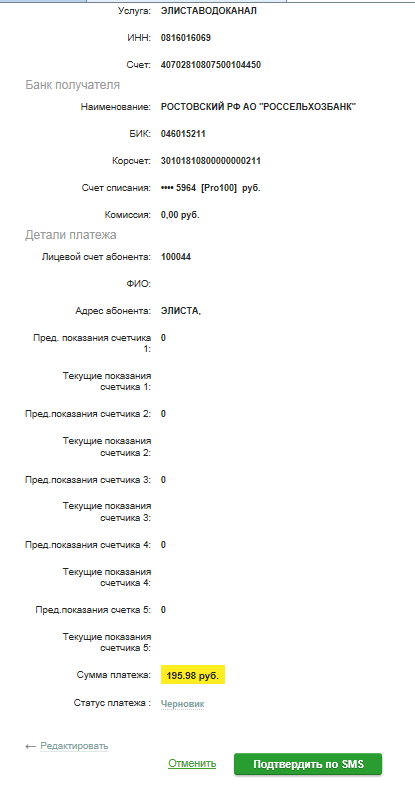 Услуга: ЭЛИСТАВОДОКАНАЛ
ИНН: 0816016069
Счет: 40702810807500104450
Банк получателя
Наименование: РОСТОВСКИЙ РФ АО "РОССЕЛЬХОЗБАНК"
БИК: 046015211
Корсчет: 30101810800000000211
Счет списания: •••• 5964 [Pro100] руб.
Комиссия: 0,00 руб.
Детали платежа
Лицевой счет абонента: 100044
ФИО:
Адрес абонента: ЭЛИСТА,
Пред. показания счетчика 0
1:
Текущие показания
счетчика 1:
Пред.показания счетчика 2: 0
Текущие показания
счетчика 2:
Пред.показания счетчика 3: 0
Текущие показания
счетчика 3:
Пред.показания счетчика 4: 0
Текущие показания
счетчика 4:
Пред.показания счетка 5: 0
Текущие показания
счетчика 5:
Сумма платежа: 195.98 руб.
Статус платежа : Черновик
← Редактировать
Отменить Подтвердить по SMS